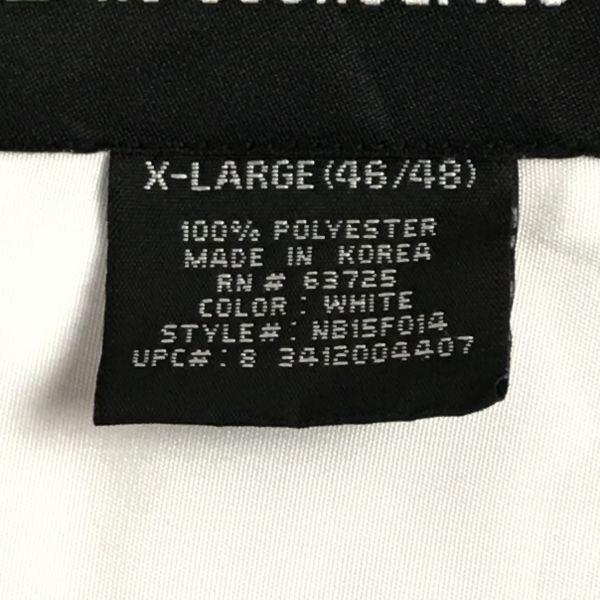 X-LARGE (46/48)
100% POLYESTER
MADE IN KOREA
RN # 63725
COLOR : WHITE
STYLE#: NB15F014
UPC#: 8 3412004407